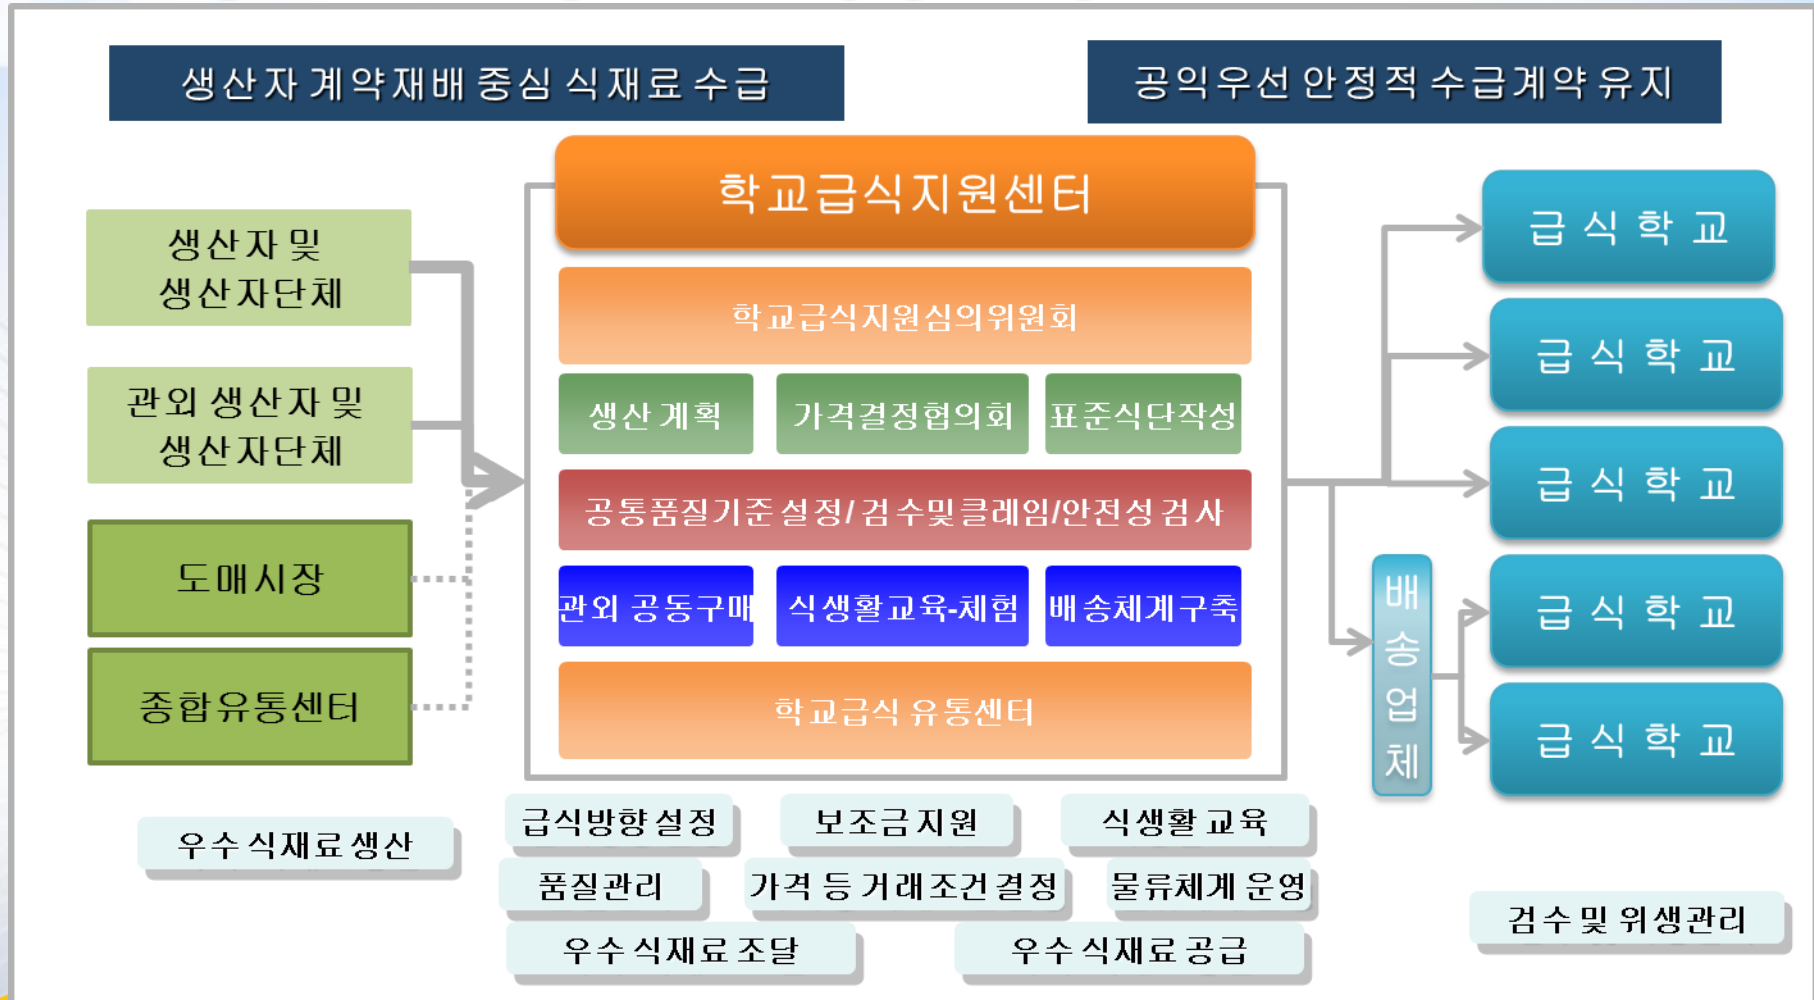 생산자 계약재배 중심 식재료 수급
공익우선 안정적 수급계약 유지
학교급식지원센터
생산자 및
생산자단체
관외 생산자 및
생산자단체
도매시장
종합유통센터
학교급식지원심의위원회
생산 계획
가격결정협의회
표준식단작성
공통품질기준 설정/ 검수및 클레임/안전성 검사
관외 공동구매
식생활교육-체험
배송체계구축
학교급식 유통센터
급 식 학 교
급 식 학 교
급 식 학 교
배송업체
급 식 학 교
급 식 학 교
우수 식재료 생산
급식방향 설정
보조금 지원
식생활 교육
품질관리
가격 등 거래조건 결정
물류체계 운영
우수 식재료 조달
우수 식재료 공급
검수 및 위생관리